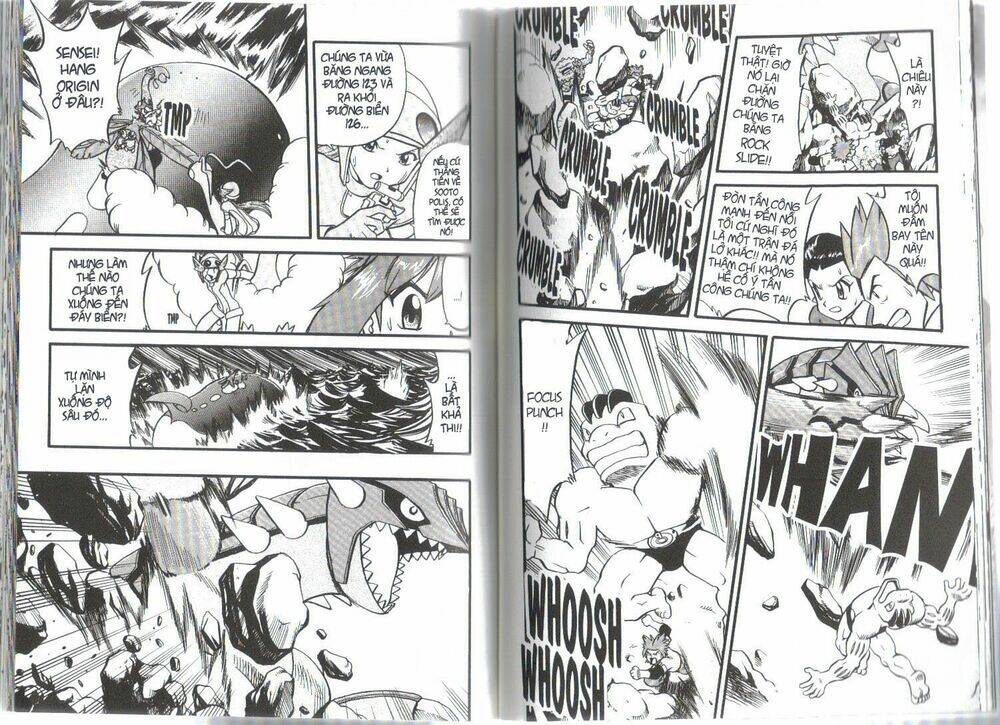 LÀ
CHIÊU
NÀY
?!
TUYỆT
THẬT! GIỜ
NÓ LẠI
CHẶN
ĐƯỜNG
CHÚNG TA
BẰNG
ROCK
SLIDE!!
TÔI
MUỐN
ĐẤM
BAY TÊN
NÀY
QUÁ!
ĐÒN TẤN CÔNG
MẠNH ĐẾN NỖI
TÔI CỨ NGHĨ ĐÓ
LÀ MỘT TRẬN ĐÁ
LỞ KHÁC!! MÀ NÓ
THẬM CHÍ KHÔNG
HỀ CỐ Ý TẤN
CÔNG CHÚNG TA!!
CRUMBLE
CRUMBLE
CRUMBLE
CRUMBLE
CRUMBLE
CRUMBLE
CRUMBLE
WHAM
FOCUS
PUNCH
!!
WHOOSH
WHOOSH
CHÚNG TA VỪA
BĂNG NGANG
ĐƯỜNG 123 VÀ
RA KHỎI
ĐƯỜNG BIỂN
126...
NẾU CỨ
THẲNG
TIẾN VỀ
SOOTO
POLIS, CÓ
THỂ SẼ
TÌM ĐƯỢC
NÓ!
SENSEI!
HANG
ORIGIN
Ở ĐÂU?!
TMP
...
NHƯNG LÀM
THẾ NÀO
CHÚNG TA
XUỐNG ĐẾN
ĐÁY BIỂN?!
TMP
TỰ MÌNH
LẶN
XUỐNG ĐỘ
SÂU ĐÓ...
...
LÀ BẤT
KHẢ
THI!!